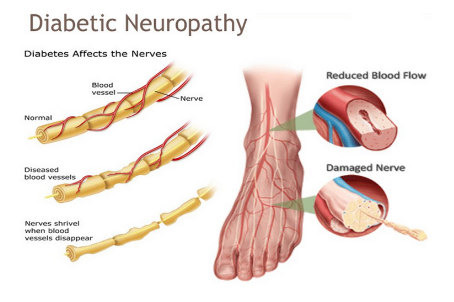 Diabetic Neuropathy
Diabetes Affects the Nerves
Blood
vessel
Nerve
Normal
Diseased
blood vessels
Nerves shrivel
when blood
vessels disappear
Reduced Blood Flow
Damaged Nerve